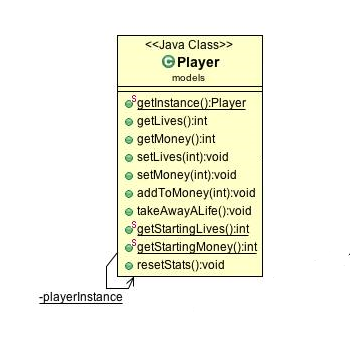 <<Java Class>>
Player
models
getInstance():Player
getLives():int
getMoney():int
setLives(int):void
setMoney(int):void
addToMoney(int):void
takeAwayALife():void
getStartingLives():int
getStartingMoney():int
resetStats():void
-playerInstance